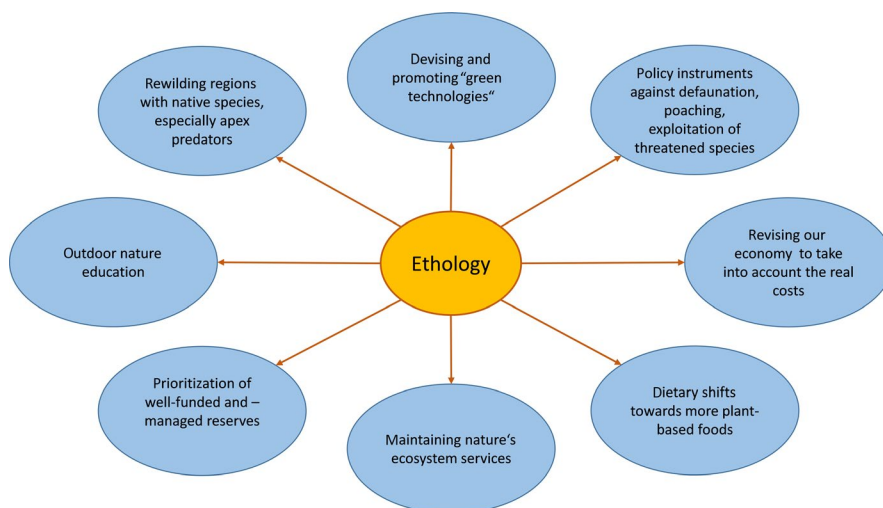 Devising and
promoting “green
technologies“
Rewilding regions
with native species,
especially apex
predators
Policy instruments
against defaunation,
poaching,
exploitation of
threatened species
Outdoor nature
education
Ethology
Revising our
economy to take
into account the real
costs
Prioritization of
well-funded and –
managed reserves
Maintaining nature‘s
ecosystem services
Dietary shifts
towards more plant-
based foods